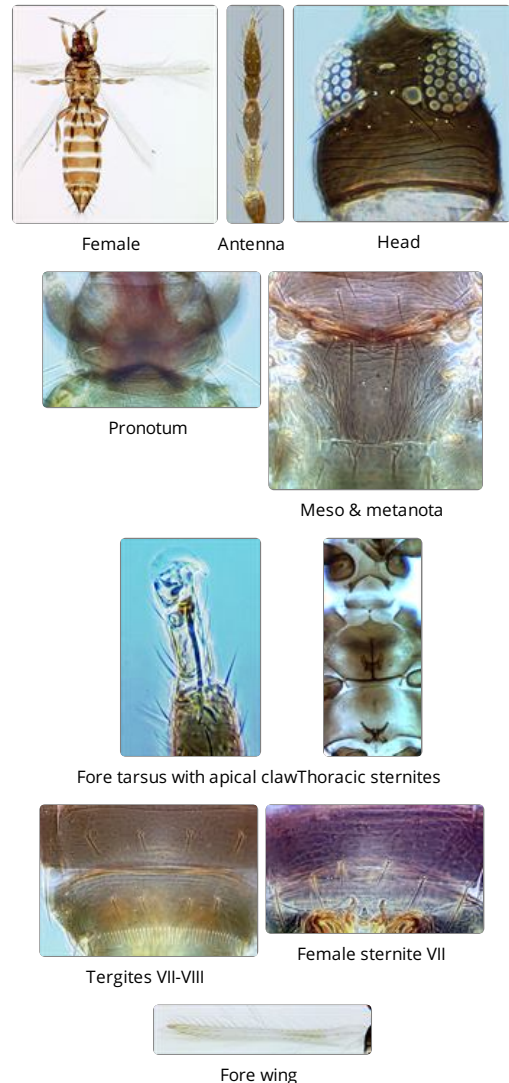 Female
Antenna
Head
Pronotum
Meso & metanota
Fore tarsus with apical clawThoracic sternites
Tergites VII-VIII
Female sternite VII
Fore wing